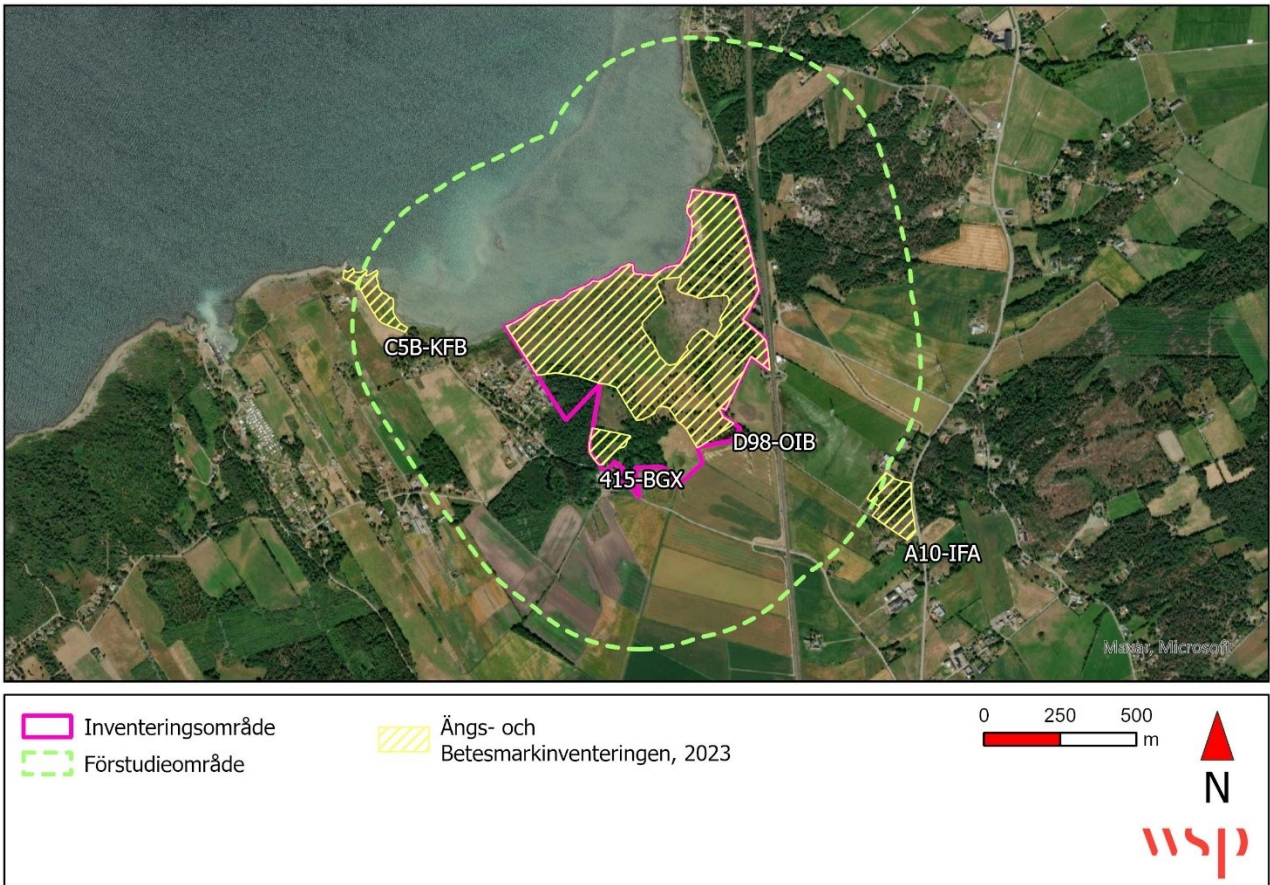 C5B-KFB
D98-OIB
415-BGX
A10-IFA
Maxar, Microsoft
Inventeringsområde
Förstudieområde
Ängs- och
Betesmarkinventeringen, 2023
0 250 500
m
N
wsp